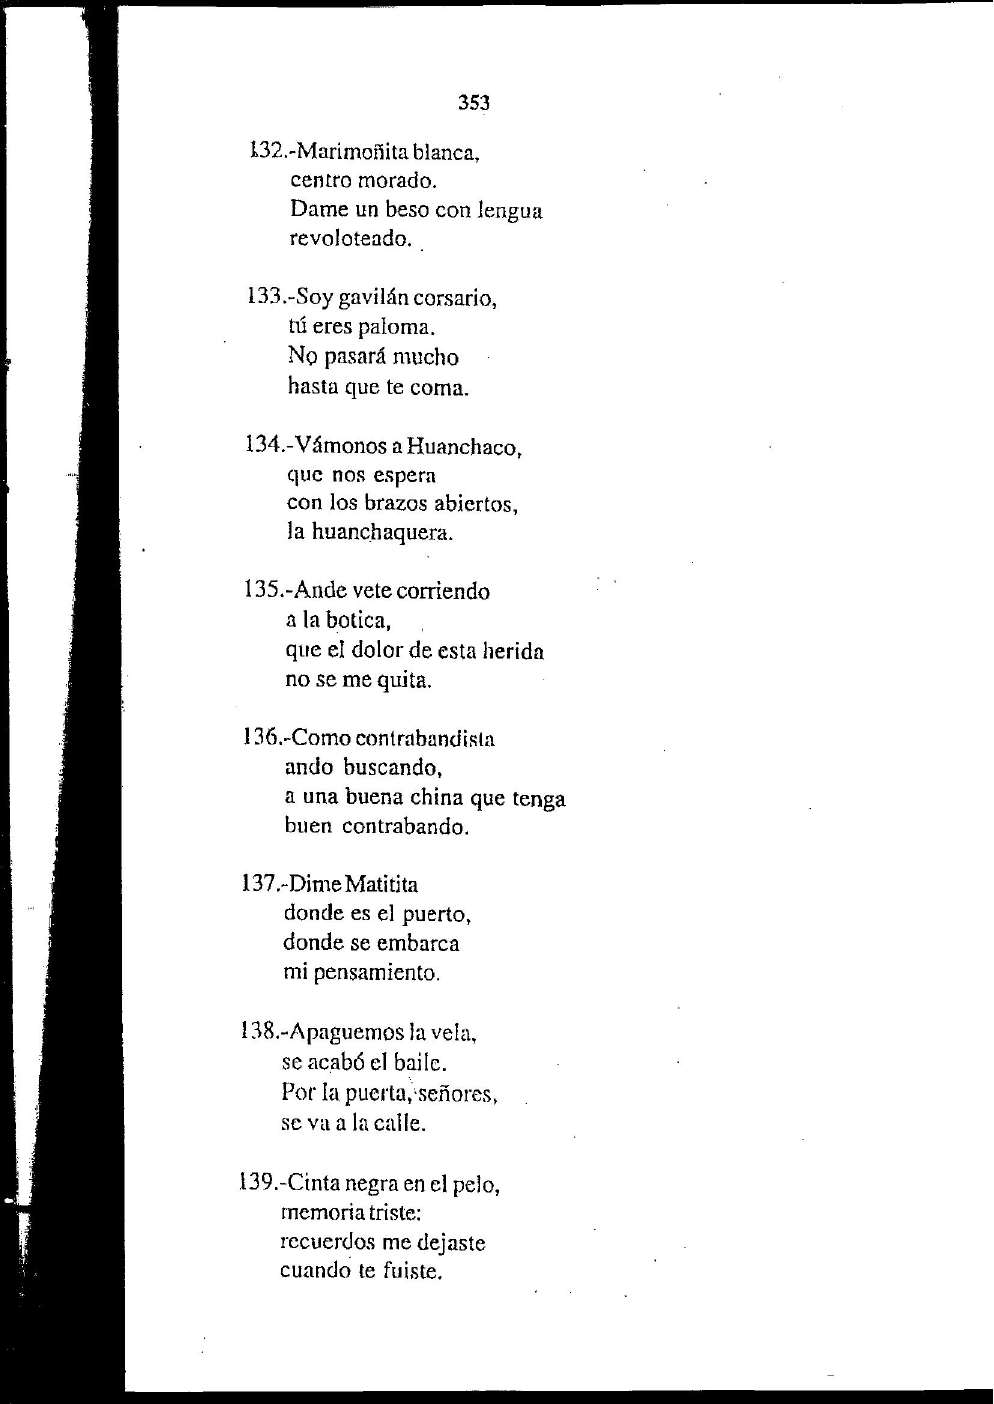 353
132.-Marimoñita blanca,
centro morado.
Dame un beso con lengua
revoloteado.
133.-Soy gavilán corsario,
tú eres paloma.
No pasará mucho
hasta que te coma.
134.-Vámonos a Huanchaco,
que nos espera
con los brazos abiertos,
la huanchaquera.
135.-Ande vete corriendo
a la botica,
que el dolor de esta herida
no se me quita.
136.-Como contrabandista
ando buscando,
a una buena china que tenga
buen contrabando.
137.-Dime Matitita
donde es el puerto,
donde se embarca
mi pensamiento.
138.-Apaguemos la vela,
se acabó el baile.
Por la puerta, señores,
se va a la calle.
139.-Cinta negra en el pelo,
memoria triste:
recuerdos me dejaste
cuando te fuiste.